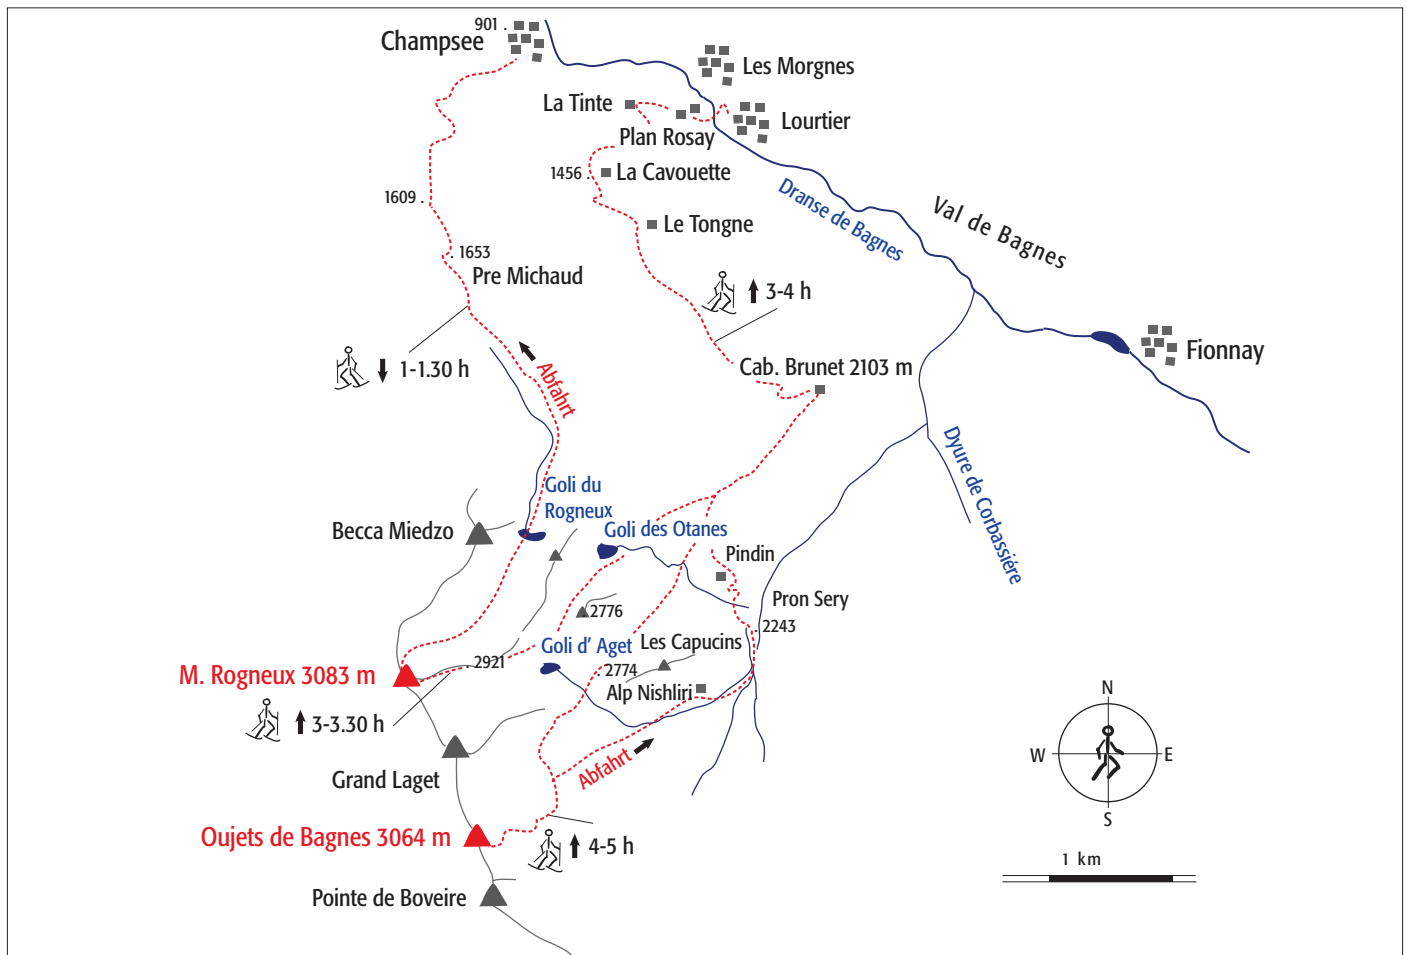 901 .
Champsee
Les Morgnes
La Tinte
Lourtier
Plan Rosay
1456 .
La Cavouette
Dranse de Bagnes
Val de Bagnes
1609 .
Le Tongne
. 1653
Pre Michaud
3-4 h
Fionnay
1-1.30 h
Abfahrt
Cab. Brunet 2103 m
Dyure de Corbassiére
Goli du
Rogneux
Becca Miedzo
Goli des Otanes
Pindin
Pron Sery
.2776
. 2243
Goli d' Aget
Les Capucins
. 2921
2774
M. Rogneux 3083 m
Alp Nishliri
3-3.30 h
Grand Laget
Abfahrt
Oujets de Bagnes 3064 m
4-5 h
Pointe de Boveire
N
W
E
S
1 km